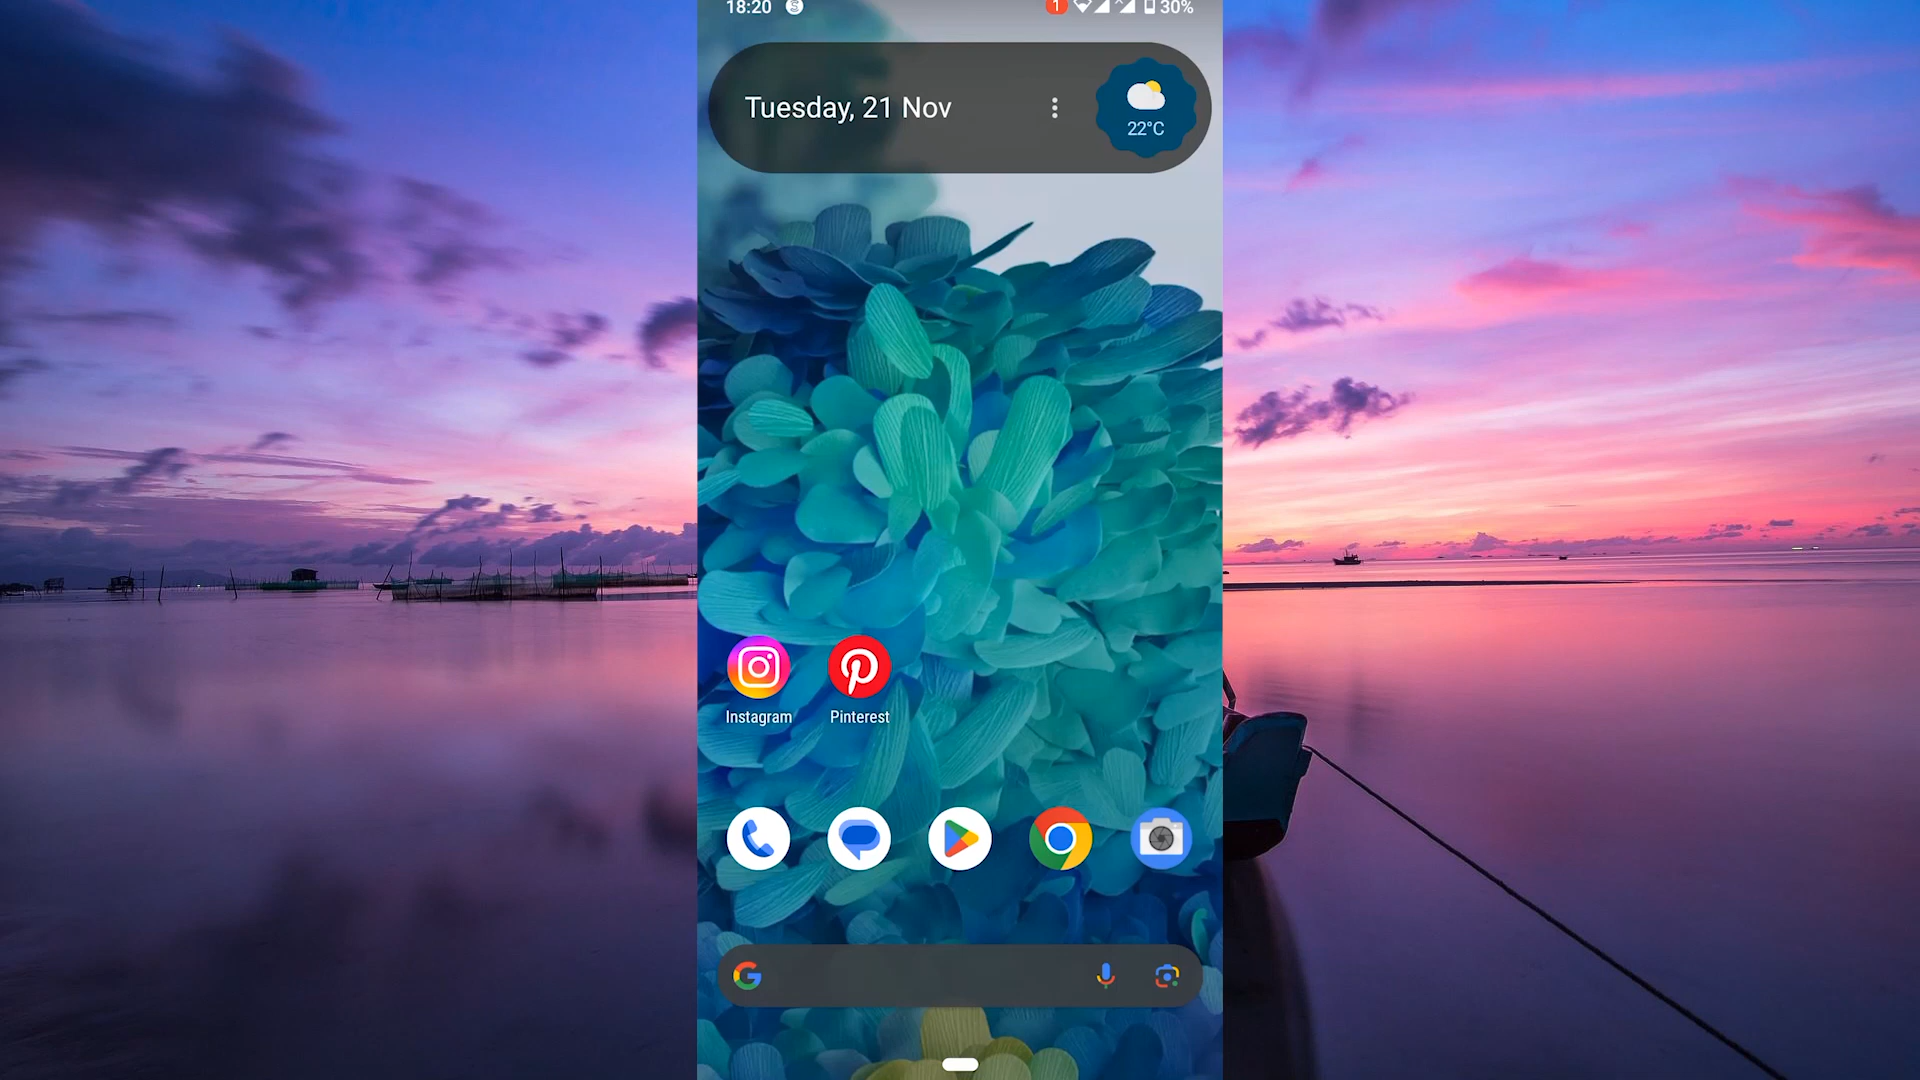 18:20
1
30%
Tuesday, 21 Nov
22°C
Instagram
Pinterest